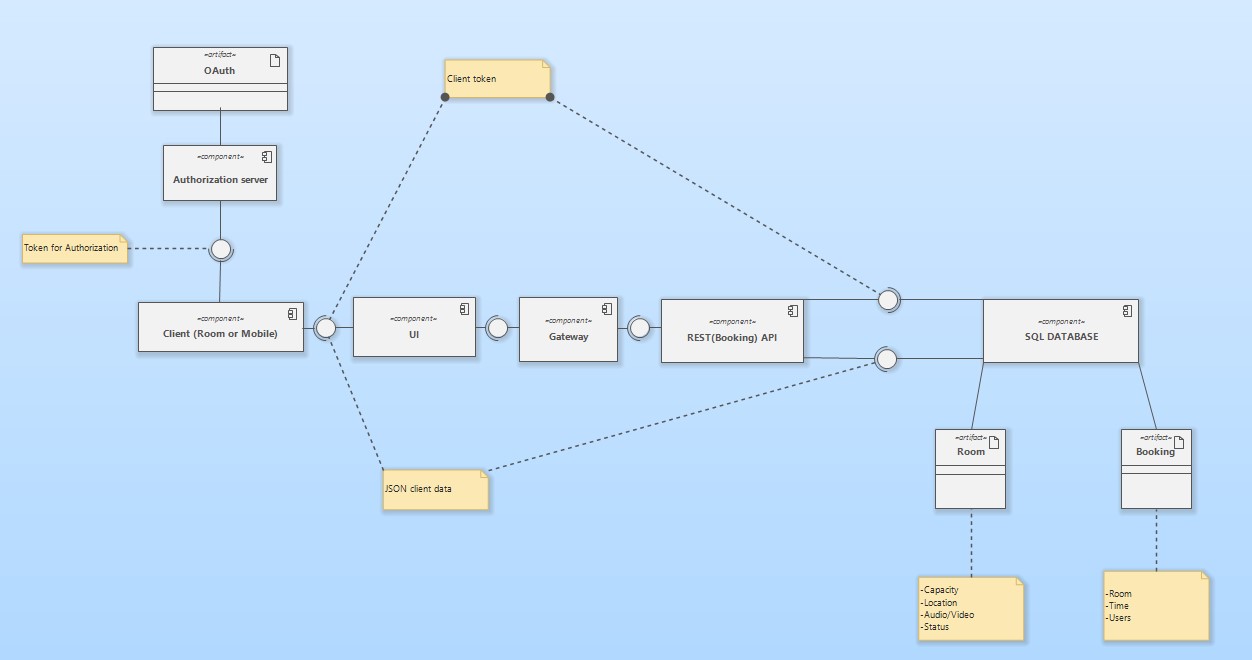 «artifact»
OAuth
Client token
«component»
Authorization server
Token for Authorization
«component»
Client (Room or Mobile)
«component»
UI
«component»
Gateway
«component»
REST(Booking) API
«component»
SQL DATABASE
«artifact»
Room
«artifact»
Booking
JSON client data
-Capacity
-Location
-Audio/Video
-Status
-Room
-Time
-Users